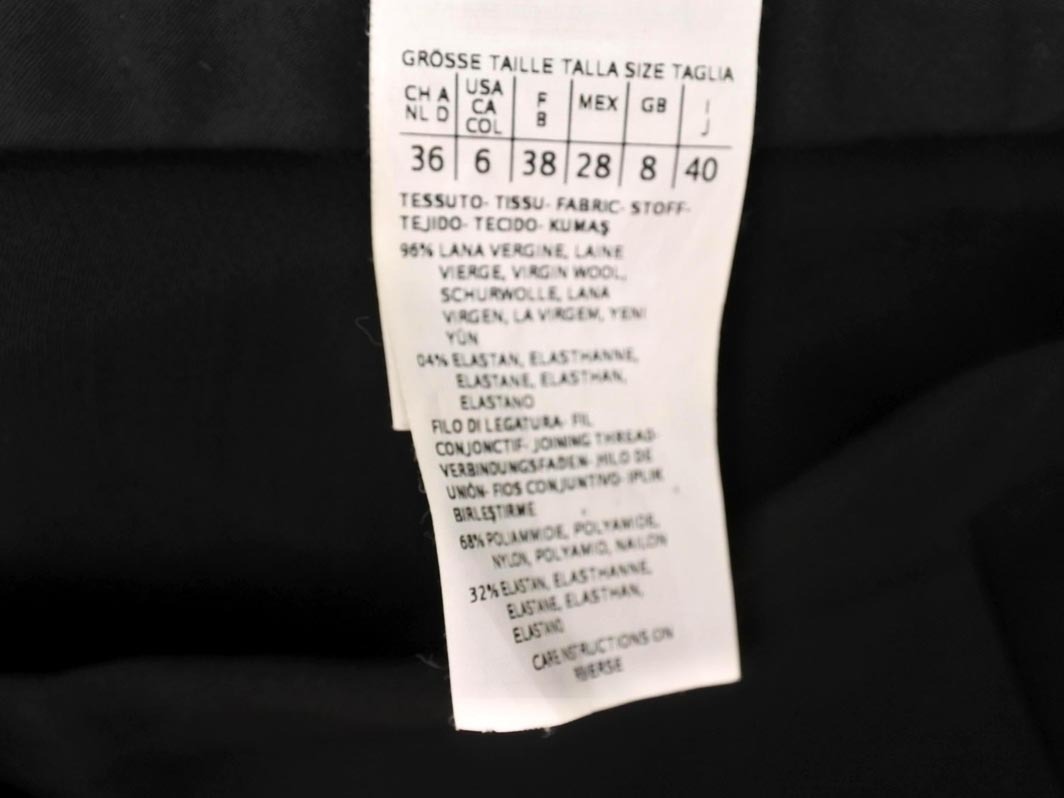 GRÖSSE TAILLE TALLA SIZE TAGLIA
CH A NL D USA CA COL F B MEX GB I J
36 6 38 28 8 40
TESSUTO- TISSU- FABRIC- STOFF-
TEJIDO- TECIDO- KUMAŞ
96% LANA VERGINE, LAINE
VIERGE, VIRGIN WOOL,
SCHURWOLLE, LANA
VIRGEN, LA VIRGEM, YENI
YÜN
04% ELASTAN, ELASTHANNE,
ELASTANE, ELASTHAN,
ELASTANO
FILO DI LEGATURA- FIL
CONJONCTIF- JOINING THREAD-
VERBINDUNGSFADEN- HILO DE
UNIÓN- FIOS CONJUNTIVO- IPLIK
BIRLEŞTIRME
68% POLIAMMIDE, POLYAMIDE,
NYLON, POLYAMID, NAILON
32% ELASTAN, ELASTHANNE,
ELASTANE, ELASTHAN,
ELASTANO
CARE INSTRUCTIONS ON
REVERSE